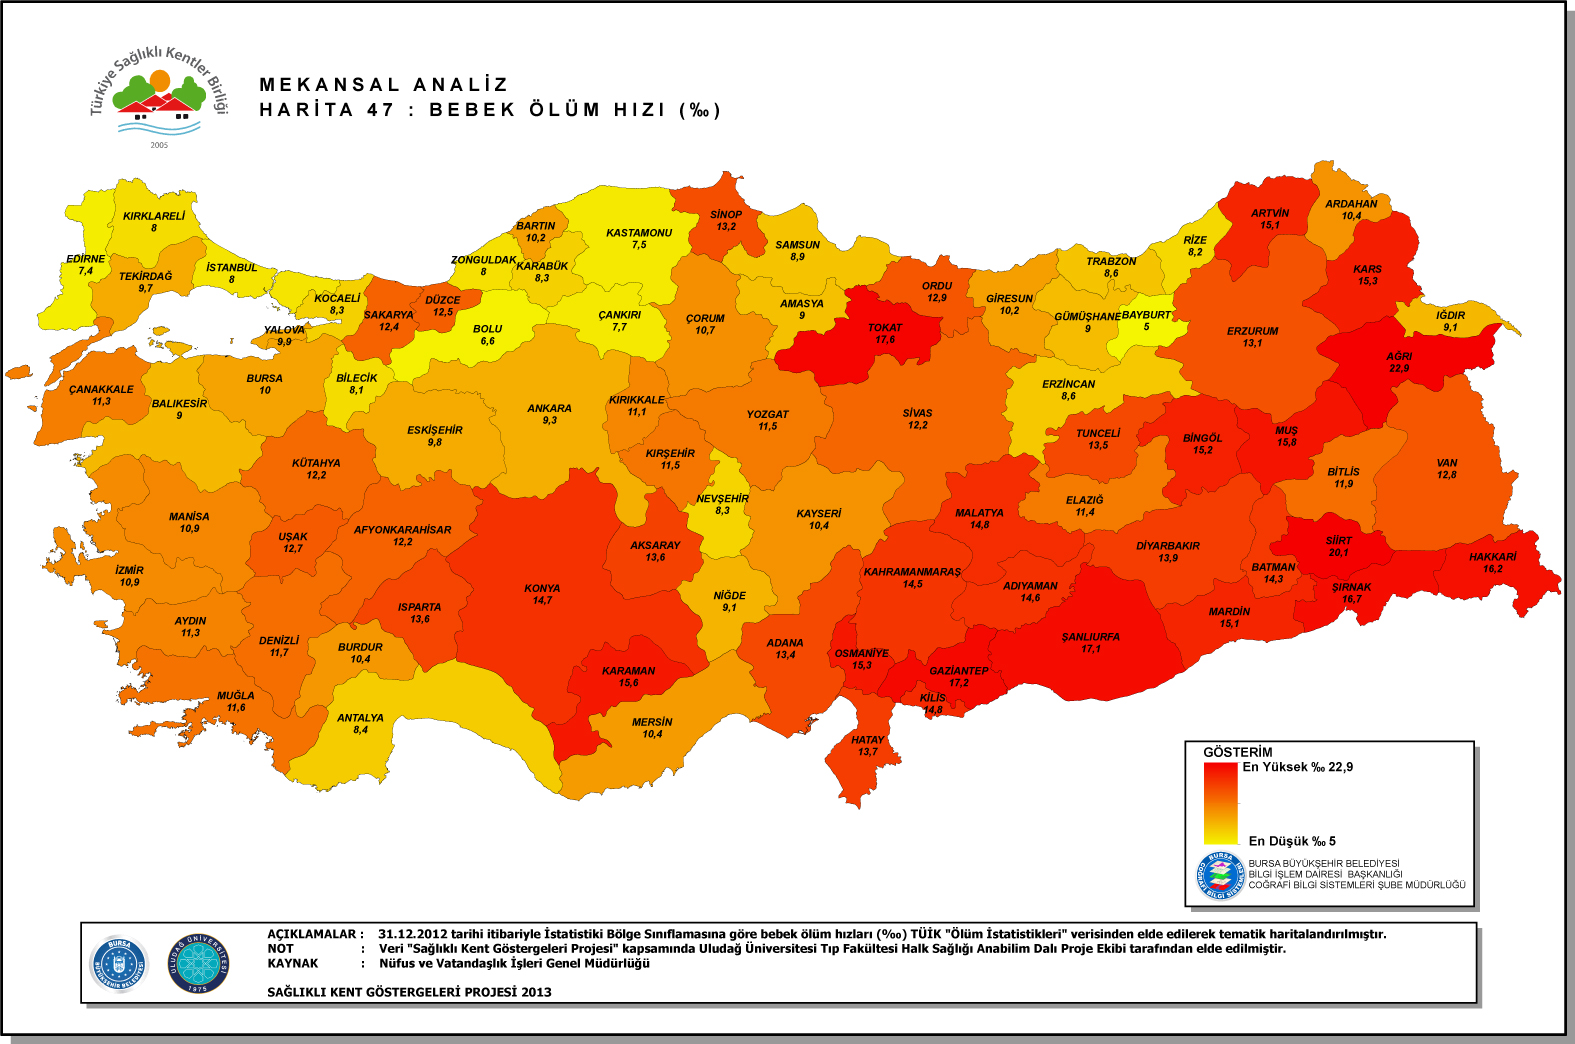 Türkiye Sağlıklı Kentler Birliği
2005
MEKANSAL ANALİZ
HARİTA 47 : BEBEK ÖLÜM HIZI (‰)
KIRKLARELİ
8
EDİRNE
7,4
TEKİRDAĞ
9,7
İSTANBUL
8
KOCAELİ
8,3
YALOVA
9,9
SAKARYA
12,4
DÜZCE
12,5
BOLU
6,6
ZONGULDAK
8
BARTIN
10,2
KARABÜK
8,3
KASTAMONU
7,5
ÇANKIRI
7,7
SİNOP
13,2
SAMSUN
8,9
AMASYA
9
ÇORUM
10,7
TOKAT
17,6
ORDU
12,9
GİRESUN
10,2
GÜMÜŞHANE
9
TRABZON
8,6
BAYBURT
5
RİZE
8,2
ARTVİN
15,1
ARDAHAN
10,4
KARS
15,3
IĞDIR
9,1
AĞRI
22,9
ERZURUM
13,1
ERZİNCAN
8,6
ÇANAKKALE
11,3
BALIKESİR
9
BURSA
10
BİLECİK
8,1
ESKİŞEHİR
9,8
ANKARA
9,3
KIRIKKALE
11,1
KIRŞEHİR
11,5
YOZGAT
11,5
SİVAS
12,2
TUNCELİ
13,5
BİNGÖL
15,2
MUŞ
15,8
BİTLİS
11,9
VAN
12,8
KÜTAHYA
12,2
MANİSA
10,9
UŞAK
12,7
AFYONKARAHİSAR
12,2
İZMİR
10,9
AYDIN
11,3
DENİZLİ
11,7
ISPARTA
13,6
BURDUR
10,4
MUĞLA
11,6
ANTALYA
8,4
KONYA
14,7
AKSARAY
13,6
NEVŞEHİR
8,3
KAYSERİ
10,4
NİĞDE
9,1
KARAMAN
15,6
MERSİN
10,4
ADANA
13,4
OSMANİYE
15,3
HATAY
13,7
KİLİS
14,8
GAZİANTEP
17,2
KAHRAMANMARAŞ
14,5
MALATYA
14,8
ELAZIĞ
11,4
ADIYAMAN
14,6
ŞANLIURFA
17,1
DİYARBAKIR
13,9
MARDİN
15,1
BATMAN
14,3
SİİRT
20,1
ŞIRNAK
16,7
HAKKARİ
16,2
GÖSTERİM
En Yüksek ‰ 22,9
En Düşük ‰ 5
BURSA
COĞRAFİ BİLGİ SİSTEMLERİ
BURSA BÜYÜKŞEHİR BELEDİYESİ
BİLGİ İŞLEM DAİRESİ BAŞKANLIĞI
COĞRAFİ BİLGİ SİSTEMLERİ ŞUBE MÜDÜRLÜĞÜ
BURSA
BÜYÜKŞEHİR BELEDİYESİ
ULUDAĞ ÜNİVERSİTESİ
1975
AÇIKLAMALAR : 31.12.2012 tarihi itibariyle İstatistiki Bölge Sınıflamasına göre bebek ölüm hızları (‰) TÜİK "Ölüm İstatistikleri" verisinden elde edilerek tematik haritalandırılmıştır.
NOT : Veri "Sağlıklı Kent Göstergeleri Projesi" kapsamında Uludağ Üniversitesi Tıp Fakültesi Halk Sağlığı Anabilim Dalı Proje Ekibi tarafından elde edilmiştir.
KAYNAK : Nüfus ve Vatandaşlık İşleri Genel Müdürlüğü
SAĞLIKLI KENT GÖSTERGELERİ PROJESİ 2013